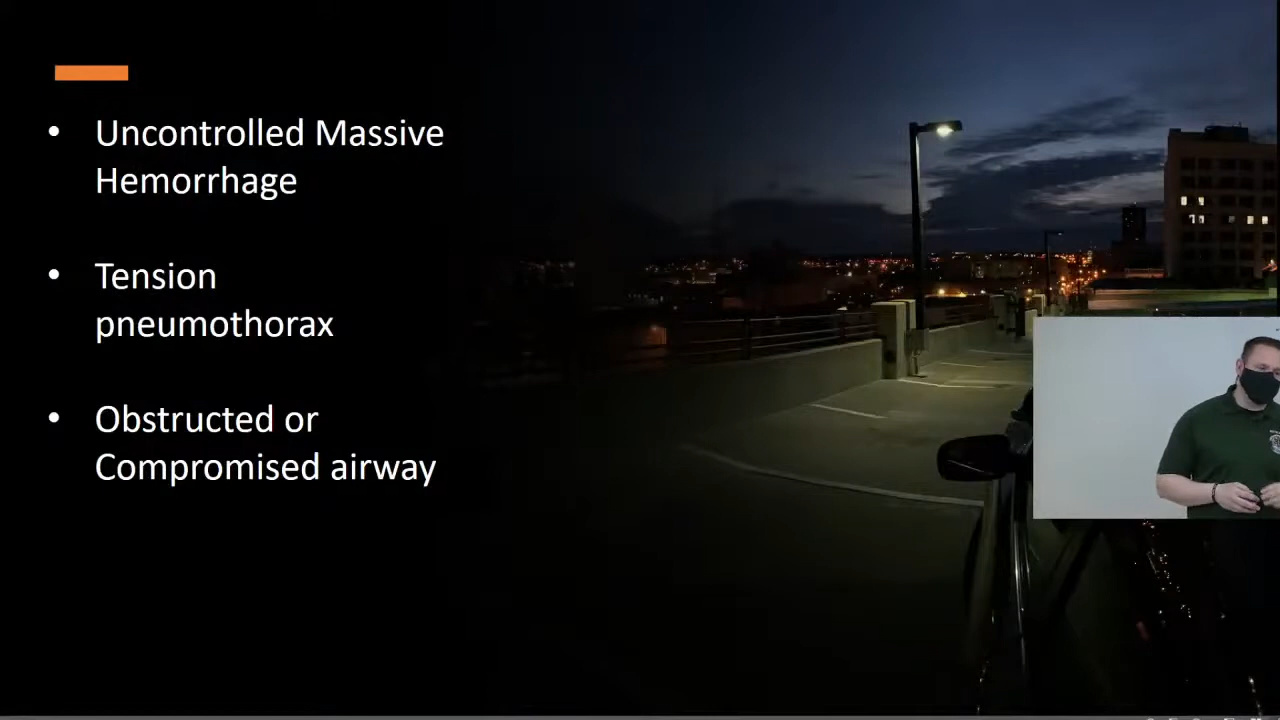 • Uncontrolled Massive
Hemorrhage
• Tension
pneumothorax
• Obstructed or
Compromised airway